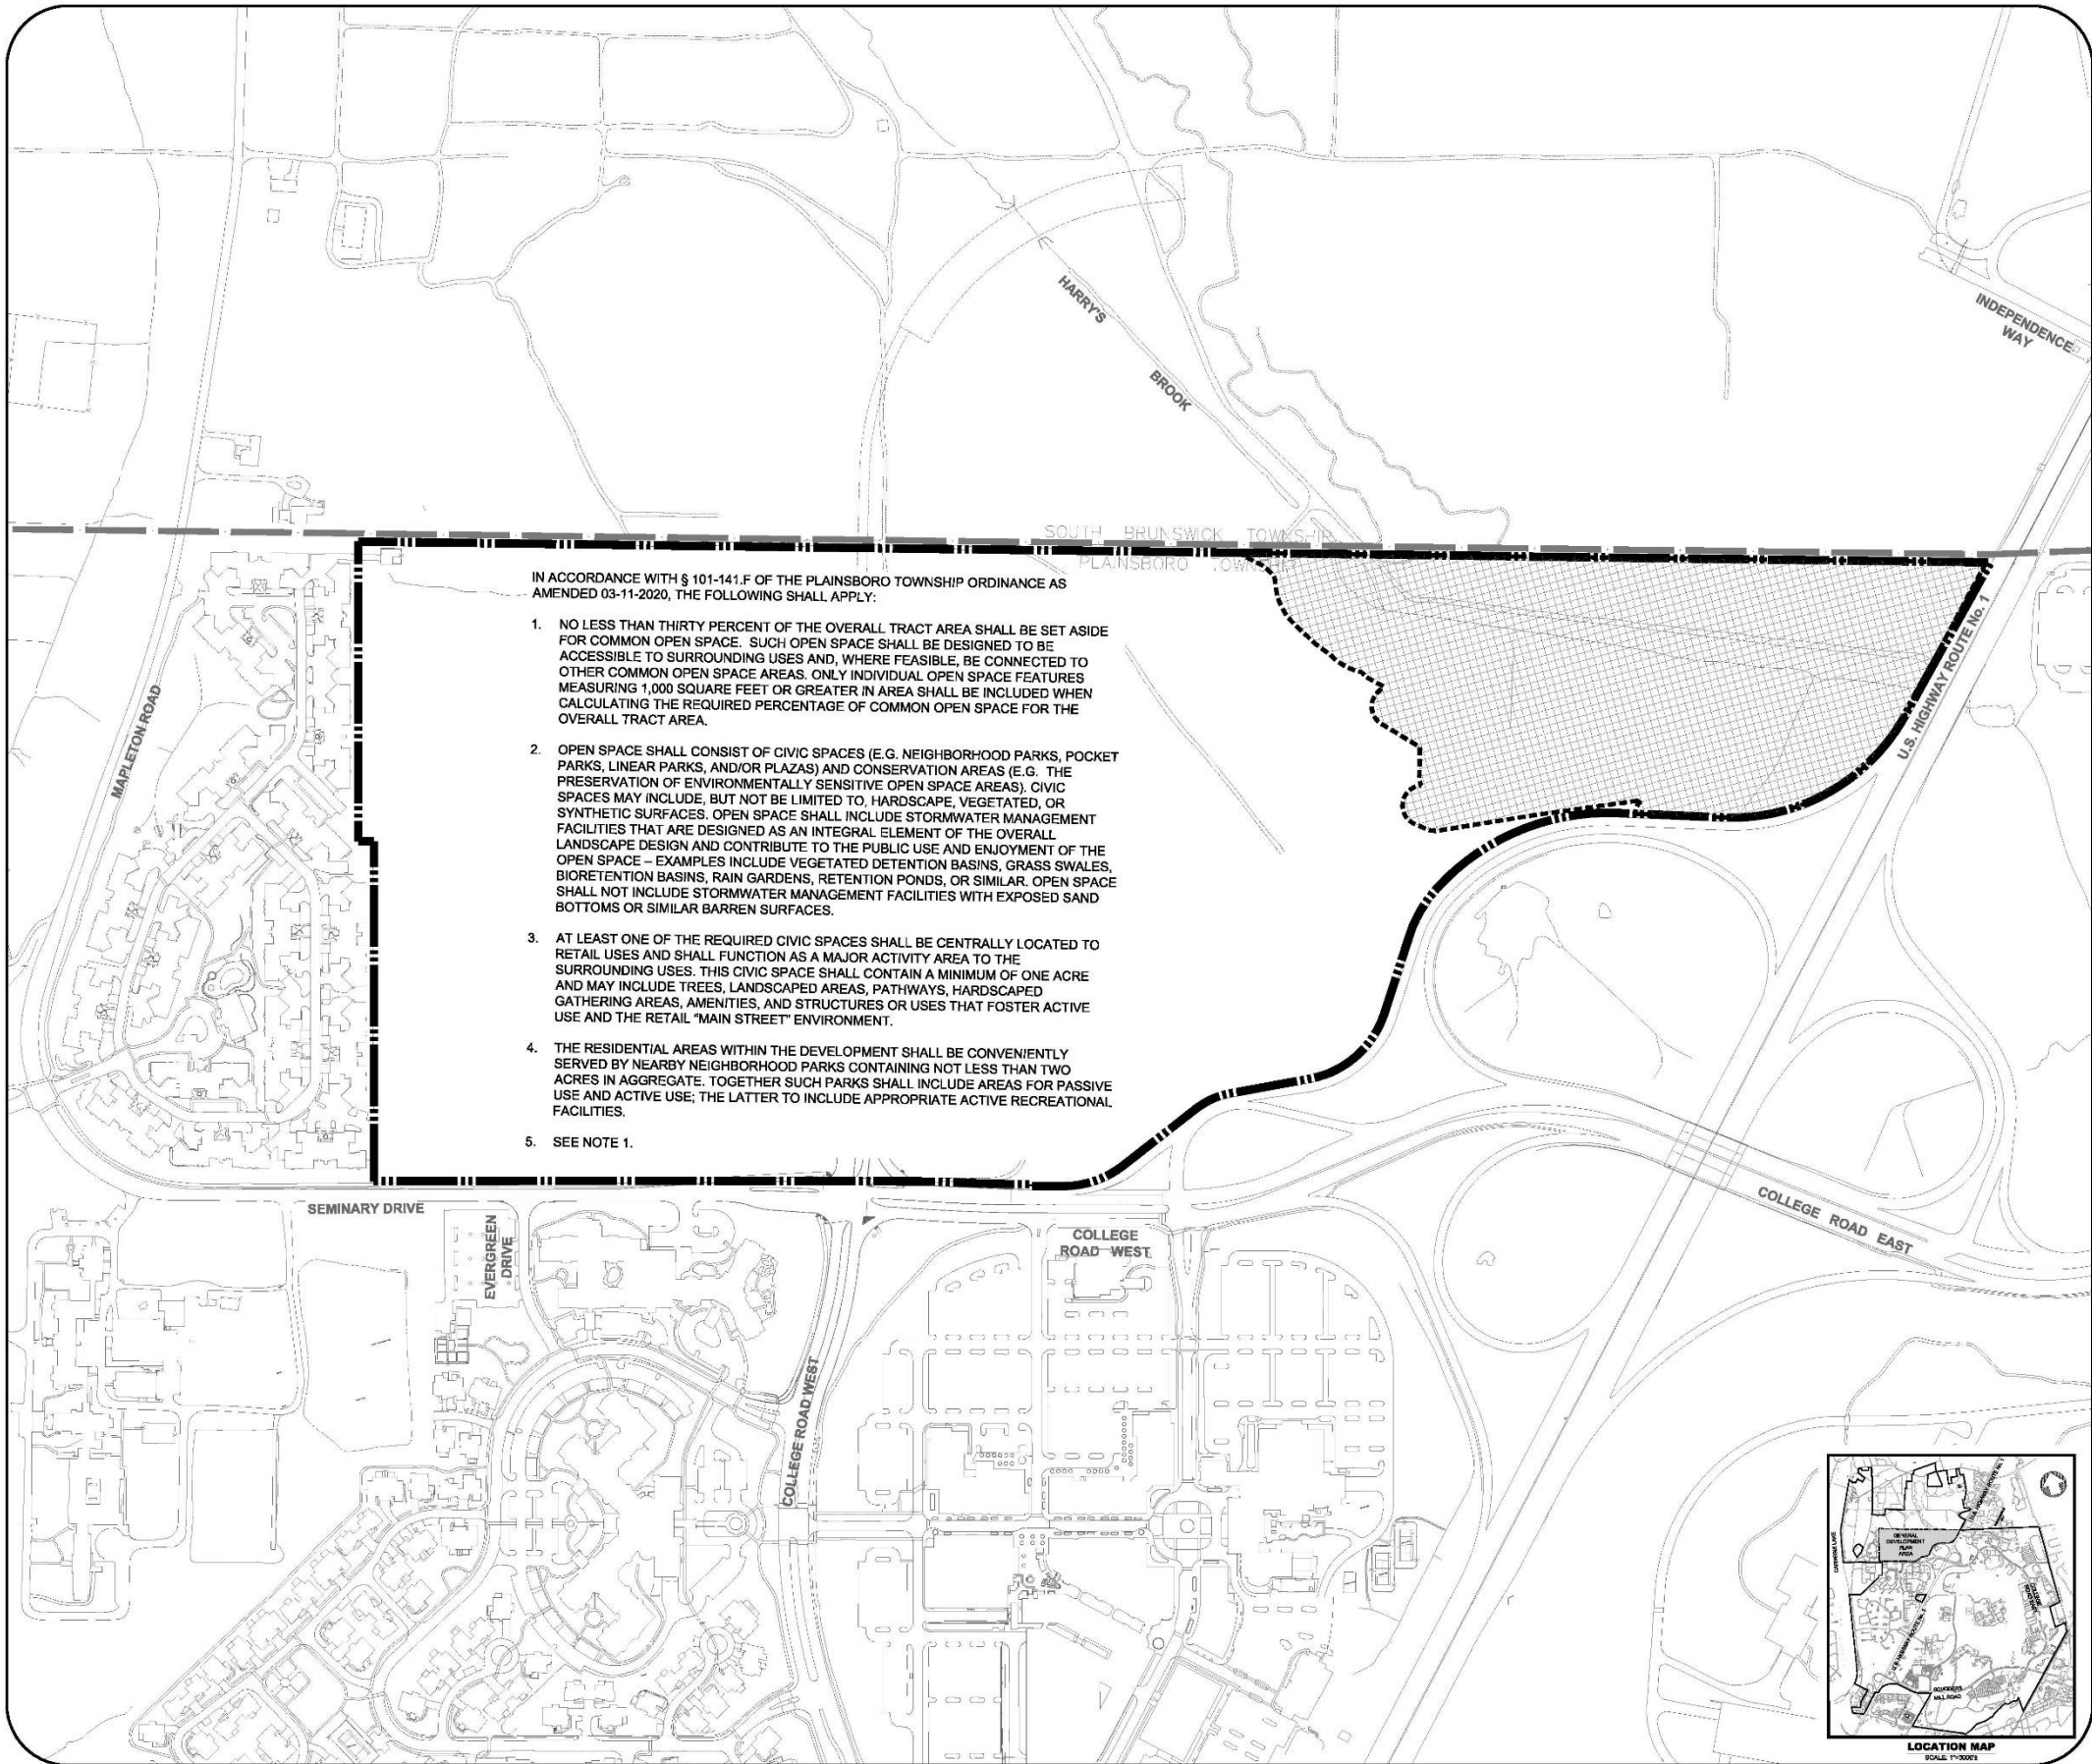 HARRY'S
BROOK
INDEPENDENCE
WAY
SOUTH BRUNSWICK TOWNSHIP
PLAINSBORO TOWNSHIP
IN ACCORDANCE WITH § 101-141.F OF THE PLAINSBORO TOWNSHIP ORDINANCE AS
AMENDED 03-11-2020, THE FOLLOWING SHALL APPLY:
1. NO LESS THAN THIRTY PERCENT OF THE OVERALL TRACT AREA SHALL BE SET ASIDE
FOR COMMON OPEN SPACE. SUCH OPEN SPACE SHALL BE DESIGNED TO BE
ACCESSIBLE TO SURROUNDING USES AND, WHERE FEASIBLE, BE CONNECTED TO
OTHER COMMON OPEN SPACE AREAS. ONLY INDIVIDUAL OPEN SPACE FEATURES
MEASURING 1,000 SQUARE FEET OR GREATER IN AREA SHALL BE INCLUDED WHEN
CALCULATING THE REQUIRED PERCENTAGE OF COMMON OPEN SPACE FOR THE
OVERALL TRACT AREA.
2. OPEN SPACE SHALL CONSIST OF CIVIC SPACES (E.G. NEIGHBORHOOD PARKS, POCKET
PARKS, LINEAR PARKS, AND/OR PLAZAS) AND CONSERVATION AREAS (E.G. THE
PRESERVATION OF ENVIRONMENTALLY SENSITIVE OPEN SPACE AREAS). CIVIC
SPACES MAY INCLUDE, BUT NOT BE LIMITED TO, HARDSCAPE, VEGETATED, OR
SYNTHETIC SURFACES. OPEN SPACE SHALL INCLUDE STORMWATER MANAGEMENT
FACILITIES THAT ARE DESIGNED AS AN INTEGRAL ELEMENT OF THE OVERALL
LANDSCAPE DESIGN AND CONTRIBUTE TO THE PUBLIC USE AND ENJOYMENT OF THE
OPEN SPACE – EXAMPLES INCLUDE VEGETATED DETENTION BASINS, GRASS SWALES,
BIORETENTION BASINS, RAIN GARDENS, RETENTION PONDS, OR SIMILAR. OPEN SPACE
SHALL NOT INCLUDE STORMWATER MANAGEMENT FACILITIES WITH EXPOSED SAND
BOTTOMS OR SIMILAR BARREN SURFACES.
3. AT LEAST ONE OF THE REQUIRED CIVIC SPACES SHALL BE CENTRALLY LOCATED TO
RETAIL USES AND SHALL FUNCTION AS A MAJOR ACTIVITY AREA TO THE
SURROUNDING USES. THIS CIVIC SPACE SHALL CONTAIN A MINIMUM OF ONE ACRE
AND MAY INCLUDE TREES, LANDSCAPED AREAS, PATHWAYS, HARDSCAPED
GATHERING AREAS, AMENITIES, AND STRUCTURES OR USES THAT FOSTER ACTIVE
USE AND THE RETAIL "MAIN STREET" ENVIRONMENT.
4. THE RESIDENTIAL AREAS WITHIN THE DEVELOPMENT SHALL BE CONVENIENTLY
SERVED BY NEARBY NEIGHBORHOOD PARKS CONTAINING NOT LESS THAN TWO
ACRES IN AGGREGATE. TOGETHER SUCH PARKS SHALL INCLUDE AREAS FOR PASSIVE
USE AND ACTIVE USE; THE LATTER TO INCLUDE APPROPRIATE ACTIVE RECREATIONAL
FACILITIES.
5. SEE NOTE 1.
MAPLETON ROAD
U.S. HIGHWAY ROUTE No. 1
SEMINARY DRIVE
EVERGREEN
DRIVE
COLLEGE
ROAD WEST
COLLEGE ROAD EAST
COLLEGE ROAD WEST
GENERAL
DEVELOPMENT
PLAN
AREA
SCUDDERS
MILL ROAD
LOCATION MAP